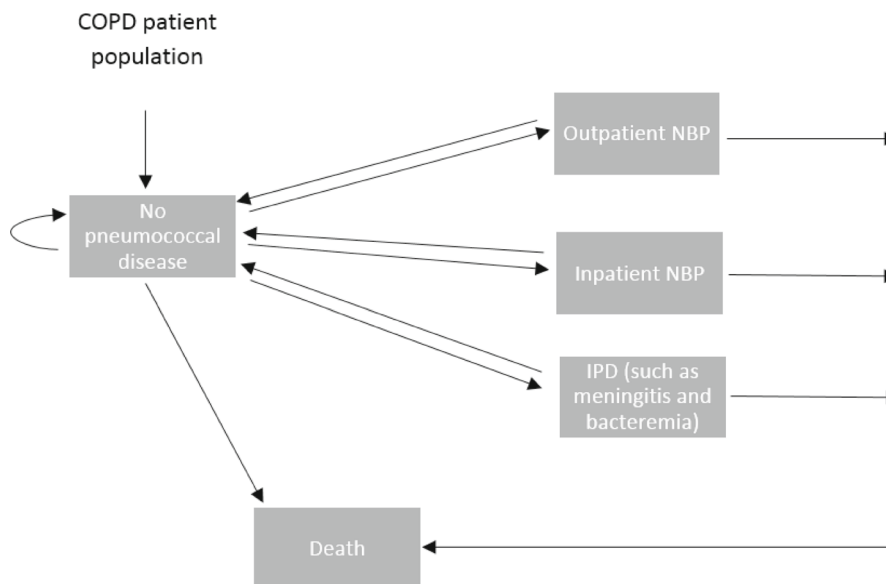 COPD patient
population
Outpatient NBP
No
pneumococcal
disease
Inpatient NBP
IPD (such as
meningitis and
bacteremia)
Death